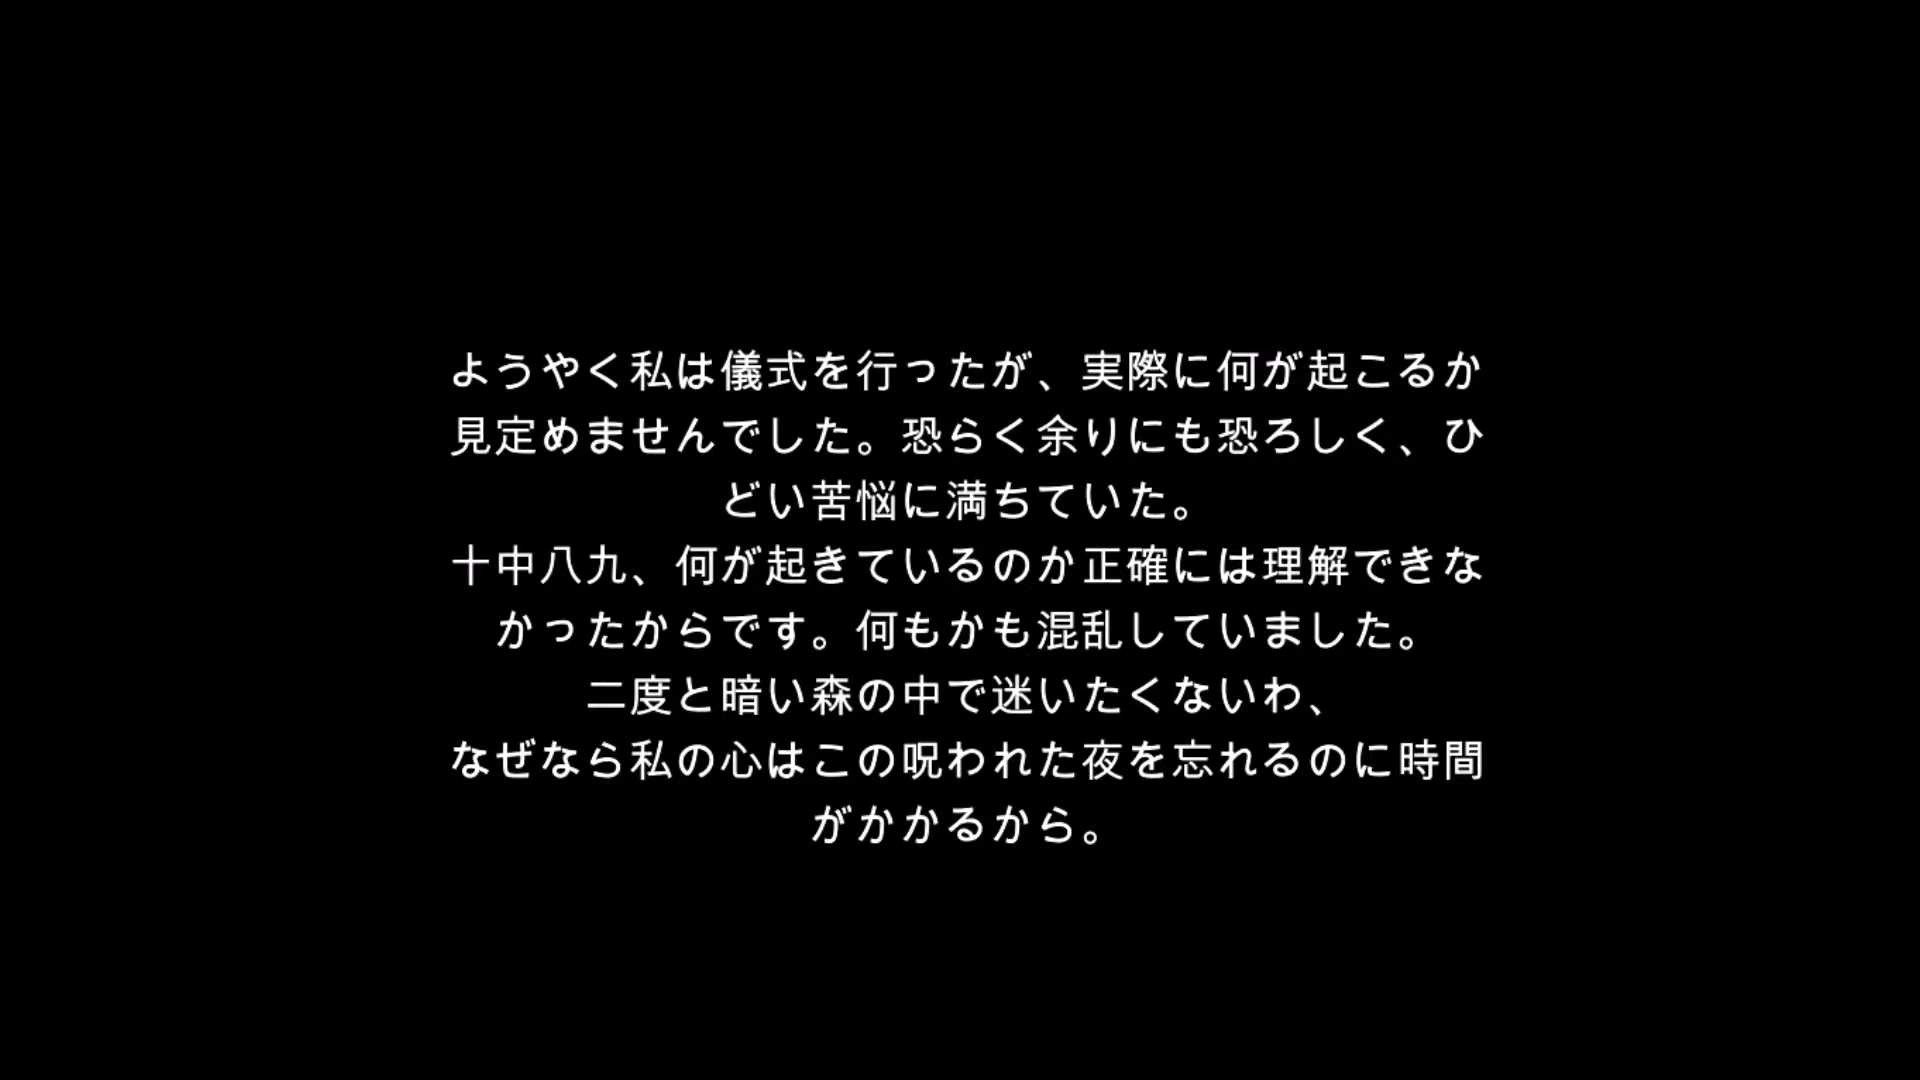 ようやく私は儀式を行ったが、実際に何が起こるか
見定めませんでした。恐らく余りにも恐ろしく、ひ
どい苦悩に満ちていた。
十中八九、何が起きているのか正確には理解できな
かったからです。何もかも混乱していました。
二度と暗い森の中で迷いたくないわ、
なぜなら私の心はこの呪われた夜を忘れるのに時間
がかかるから。